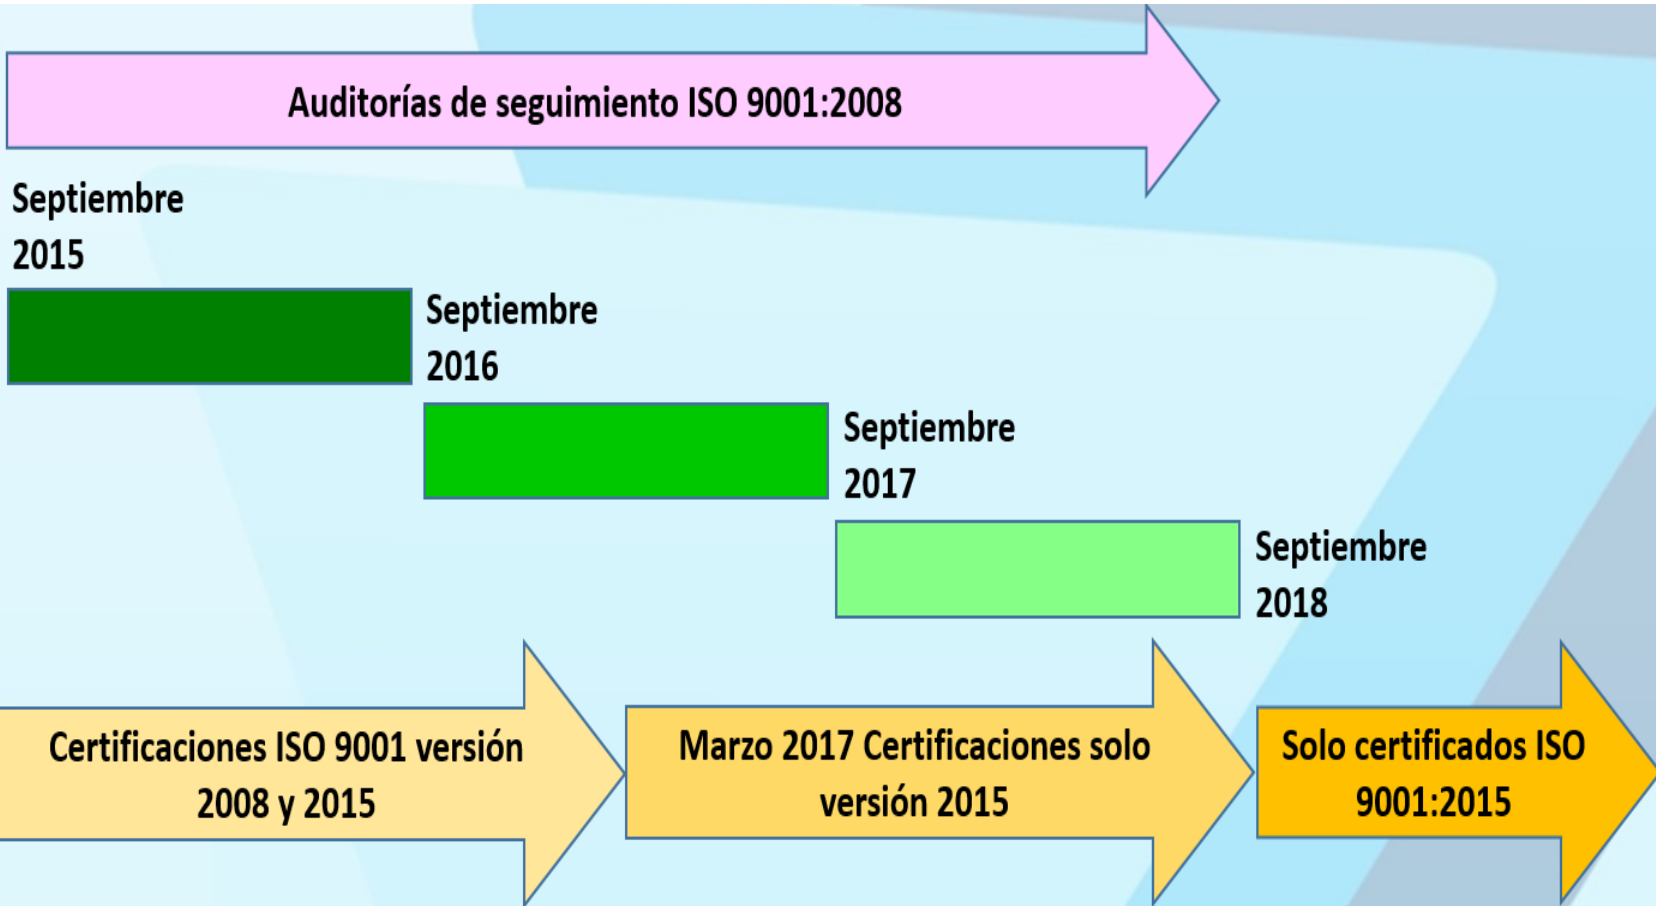 Auditorías de seguimiento ISO 9001:2008
Septiembre
2015
Septiembre
2016
Septiembre
2017
Septiembre
2018
Certificaciones ISO 9001 versión
2008 y 2015
Marzo 2017 Certificaciones solo
versión 2015
Solo certificados ISO
9001:2015